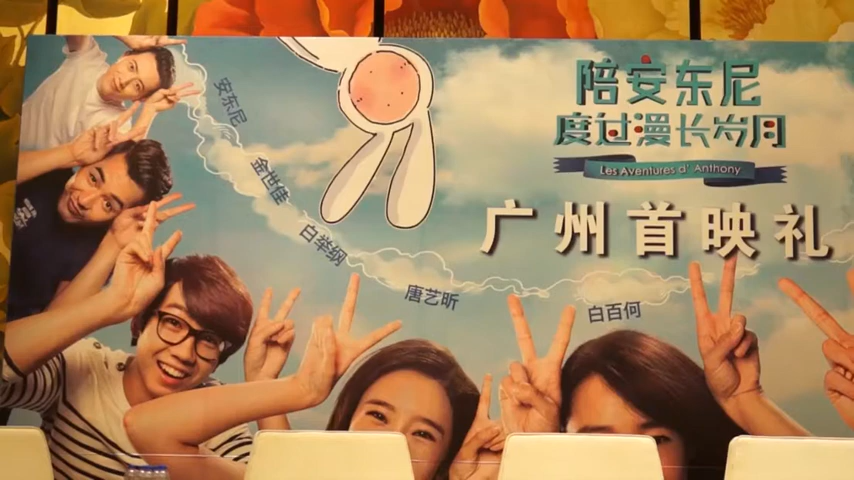 陪安东尼
度过漫长岁月
Les Aventures d' Anthony
广州首映礼
安东尼
金世佳
白举纲
唐艺昕
白百何